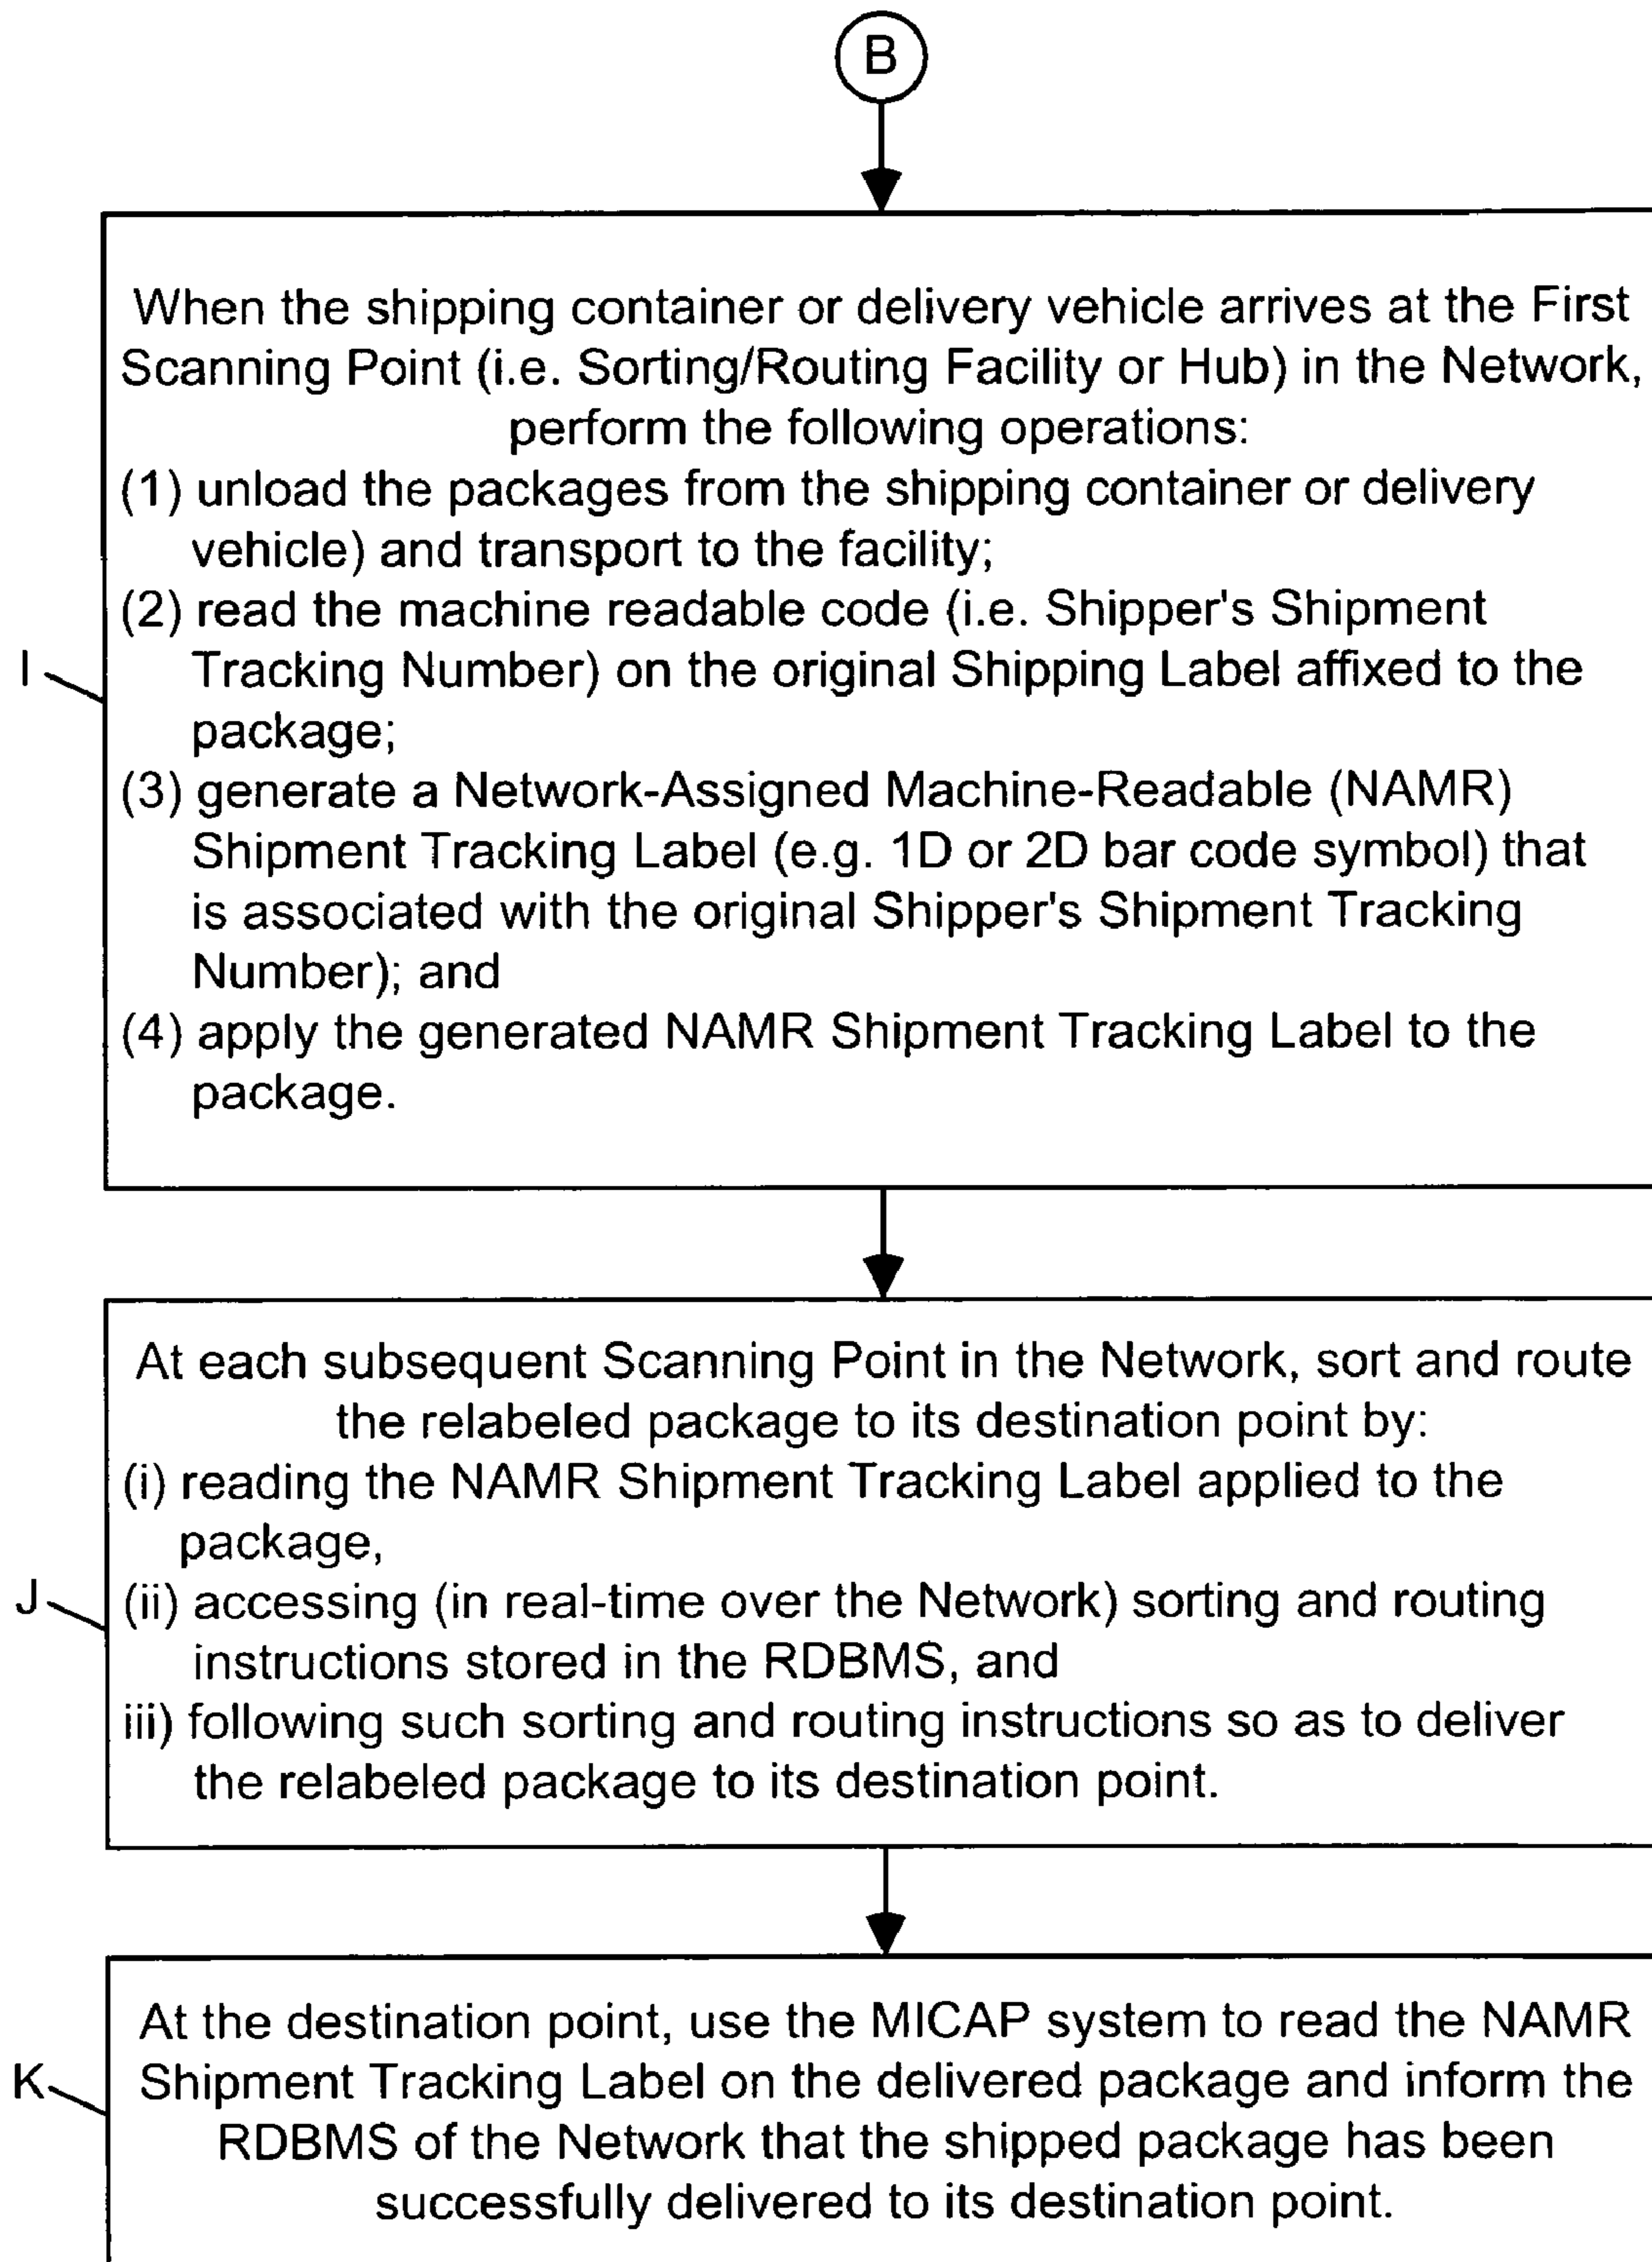 B
When the shipping container or delivery vehicle arrives at the First
Scanning Point (i.e. Sorting/Routing Facility or Hub) in the Network,
perform the following operations:
(1) unload the packages from the shipping container or delivery
vehicle) and transport to the facility;
(2) read the machine readable code (i.e. Shipper's Shipment
Tracking Number) on the original Shipping Label affixed to the
package;
(3) generate a Network-Assigned Machine-Readable (NAMR)
Shipment Tracking Label (e.g. 1D or 2D bar code symbol) that
is associated with the original Shipper's Shipment Tracking
Number); and
(4) apply the generated NAMR Shipment Tracking Label to the
package.
I
At each subsequent Scanning Point in the Network, sort and route
the relabeled package to its destination point by:
(i) reading the NAMR Shipment Tracking Label applied to the
package,
(ii) accessing (in real-time over the Network) sorting and routing
instructions stored in the RDBMS, and
iii) following such sorting and routing instructions so as to deliver
the relabeled package to its destination point.
J
At the destination point, use the MICAP system to read the NAMR
Shipment Tracking Label on the delivered package and inform the
RDBMS of the Network that the shipped package has been
successfully delivered to its destination point.
K